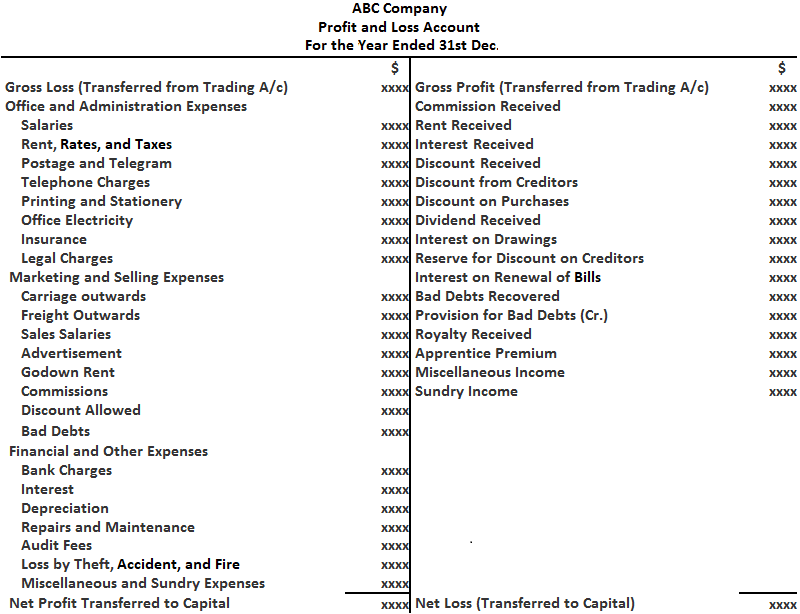 ABC Company
Profit and Loss Account
For the Year Ended 31st Dec.
$ $
Gross Loss (Transferred from Trading A/c) xxxx Gross Profit (Transferred from Trading A/c) xxxx
Office and Administration Expenses Commission Received xxxx
Salaries xxxx Rent Received xxxx
Rent, Rates, and Taxes xxxx Interest Received xxxx
Postage and Telegram xxxx Discount Received xxxx
Telephone Charges xxxx Discount from Creditors xxxx
Printing and Stationery xxxx Discount on Purchases xxxx
Office Electricity xxxx Dividend Received xxxx
Insurance xxxx Interest on Drawings xxxx
Legal Charges xxxx Reserve for Discount on Creditors xxxx
Marketing and Selling Expenses Interest on Renewal of Bills xxxx
Carriage outwards xxxx Bad Debts Recovered xxxx
Freight Outwards xxxx Provision for Bad Debts (Cr.) xxxx
Sales Salaries xxxx Royalty Received xxxx
Advertisement xxxx Apprentice Premium xxxx
Godown Rent xxxx Miscellaneous Income xxxx
Commissions xxxx Sundry Income xxxx
Discount Allowed xxxx
Bad Debts xxxx
Financial and Other Expenses
Bank Charges xxxx
Interest xxxx
Depreciation xxxx
Repairs and Maintenance xxxx
Audit Fees xxxx
Loss by Theft, Accident, and Fire xxxx
Miscellaneous and Sundry Expenses xxxx
Net Profit Transferred to Capital xxxx Net Loss (Transferred to Capital) xxxx